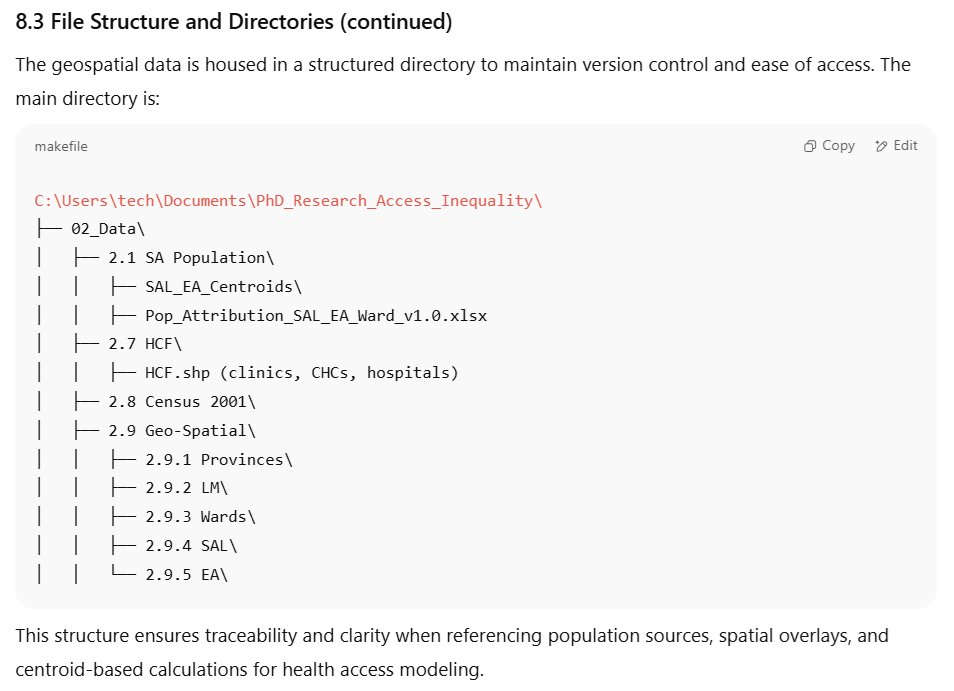 8.3 File Structure and Directories (continued)
The geospatial data is housed in a structured directory to maintain version control and ease of access. The
main directory is:
makefile Copy Edit
C:\Users\tech\Documents\PhD_Research_Access_Inequality\
├── 02_Data\
│   ├── 2.1 SA Population\
│   │   ├── SAL_EA_Centroids\
│   │   ├── Pop_Attribution_SAL_EA_Ward_v1.0.xlsx
│   ├── 2.7 HCF\
│   │   ├── HCF.shp (clinics, CHCs, hospitals)
│   ├── 2.8 Census 2001\
│   ├── 2.9 Geo-Spatial\
│   │   ├── 2.9.1 Provinces\
│   │   ├── 2.9.2 LM\
│   │   ├── 2.9.3 Wards\
│   │   ├── 2.9.4 SAL\
│   │   └── 2.9.5 EA\
This structure ensures traceability and clarity when referencing population sources, spatial overlays, and
centroid-based calculations for health access modeling.